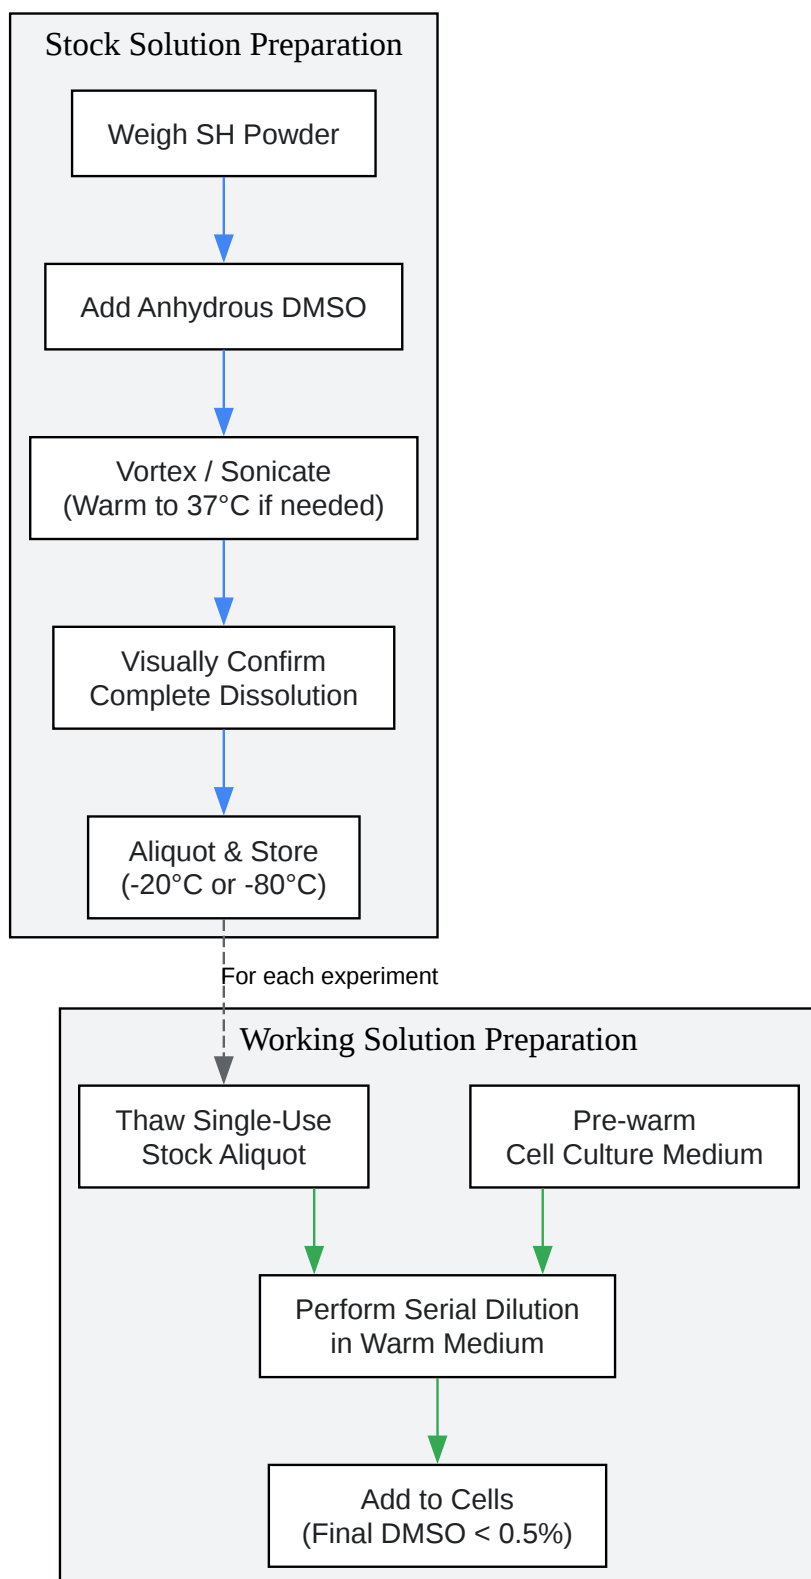 Stock Solution Preparation
Weigh SH Powder
Add Anhydrous DMSO
Vortex / Sonicate
(Warm to 37°C if needed)
Visually Confirm
Complete Dissolution
Aliquot & Store
(-20°C or -80°C)
For each experiment
Working Solution Preparation
Thaw Single-Use
Stock Aliquot
Pre-warm
Cell Culture Medium
Perform Serial Dilution
in Warm Medium
Add to Cells
(Final DMSO < 0.5%)